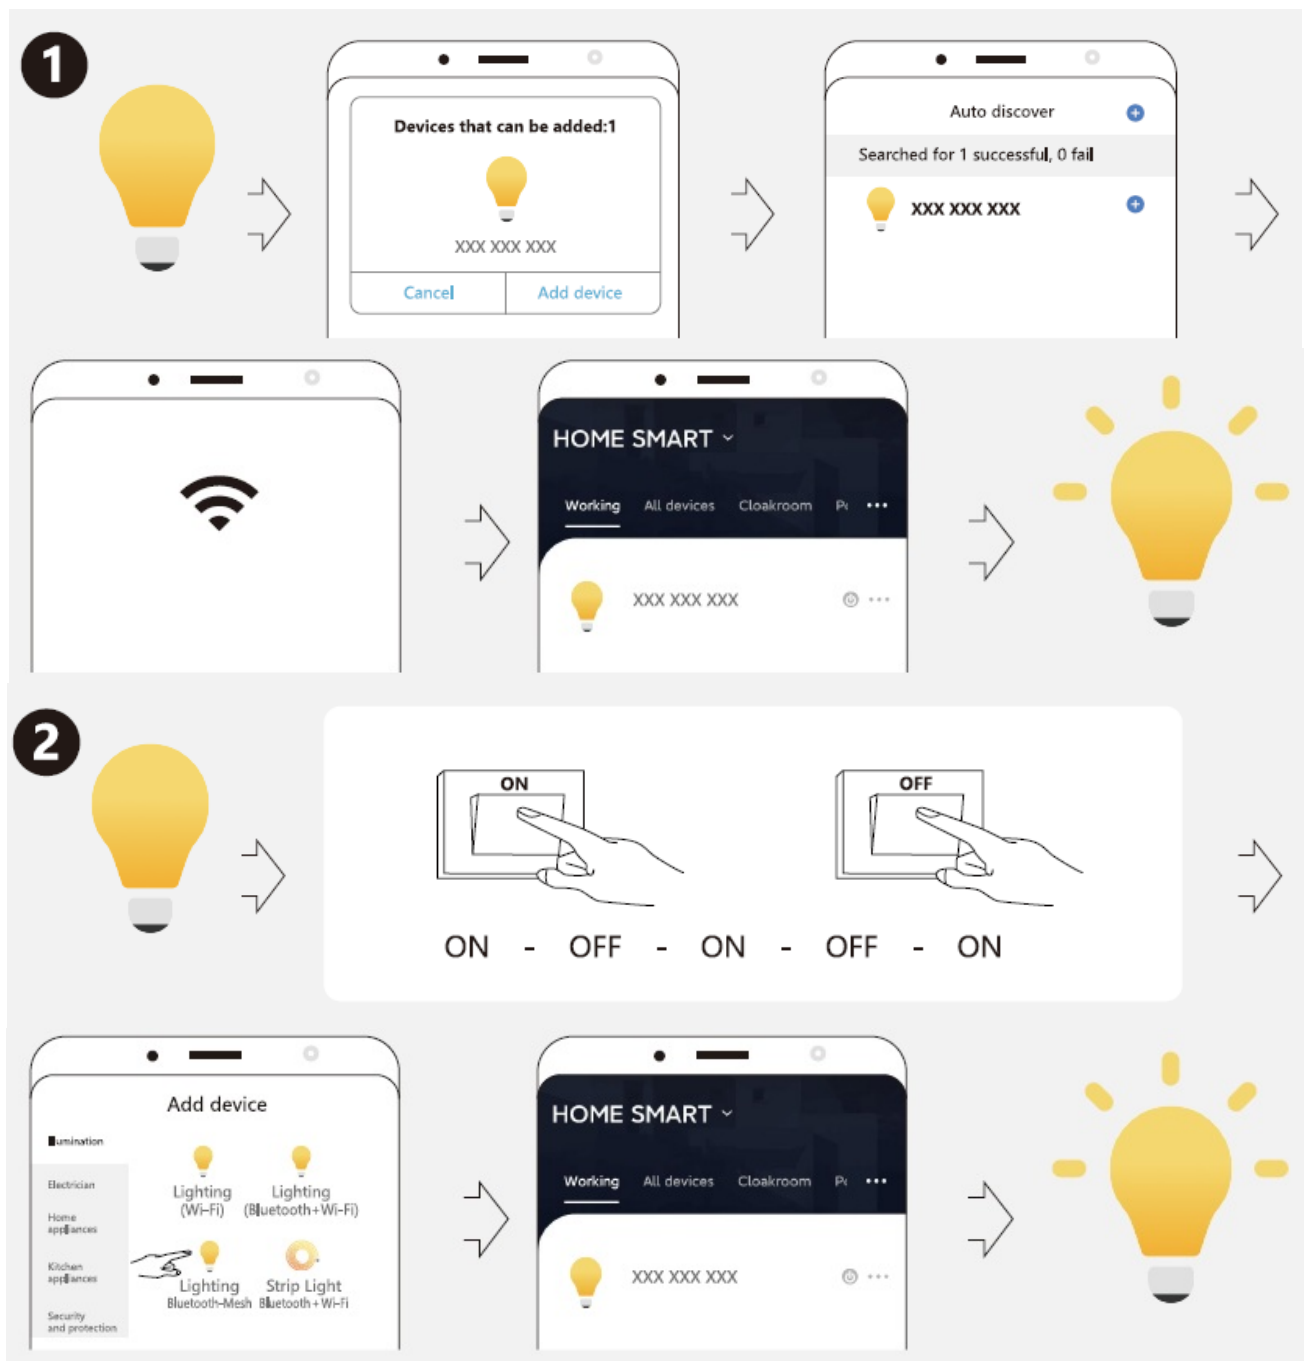 1
Devices that can be added:1
XXX XXX XXX
Cancel
Add device
Auto discover
Searched for 1 successful, 0 fail
XXX XXX XXX
HOME SMART
Working
All devices
Cloakroom
XXX XXX XXX
2
ON
OFF
ON - OFF - ON - OFF - ON
Add device
Electrician
Home
appliances
Kitchen
appliances
Security
and protection
Lighting
(Wi-Fi)
Lighting
(Bluetooth+Wi-Fi)
Lighting
Bluetooth-Mesh
Strip Light
Bluetooth+Wi-Fi
HOME SMART
Working
All devices
Cloakroom
XXX XXX XXX